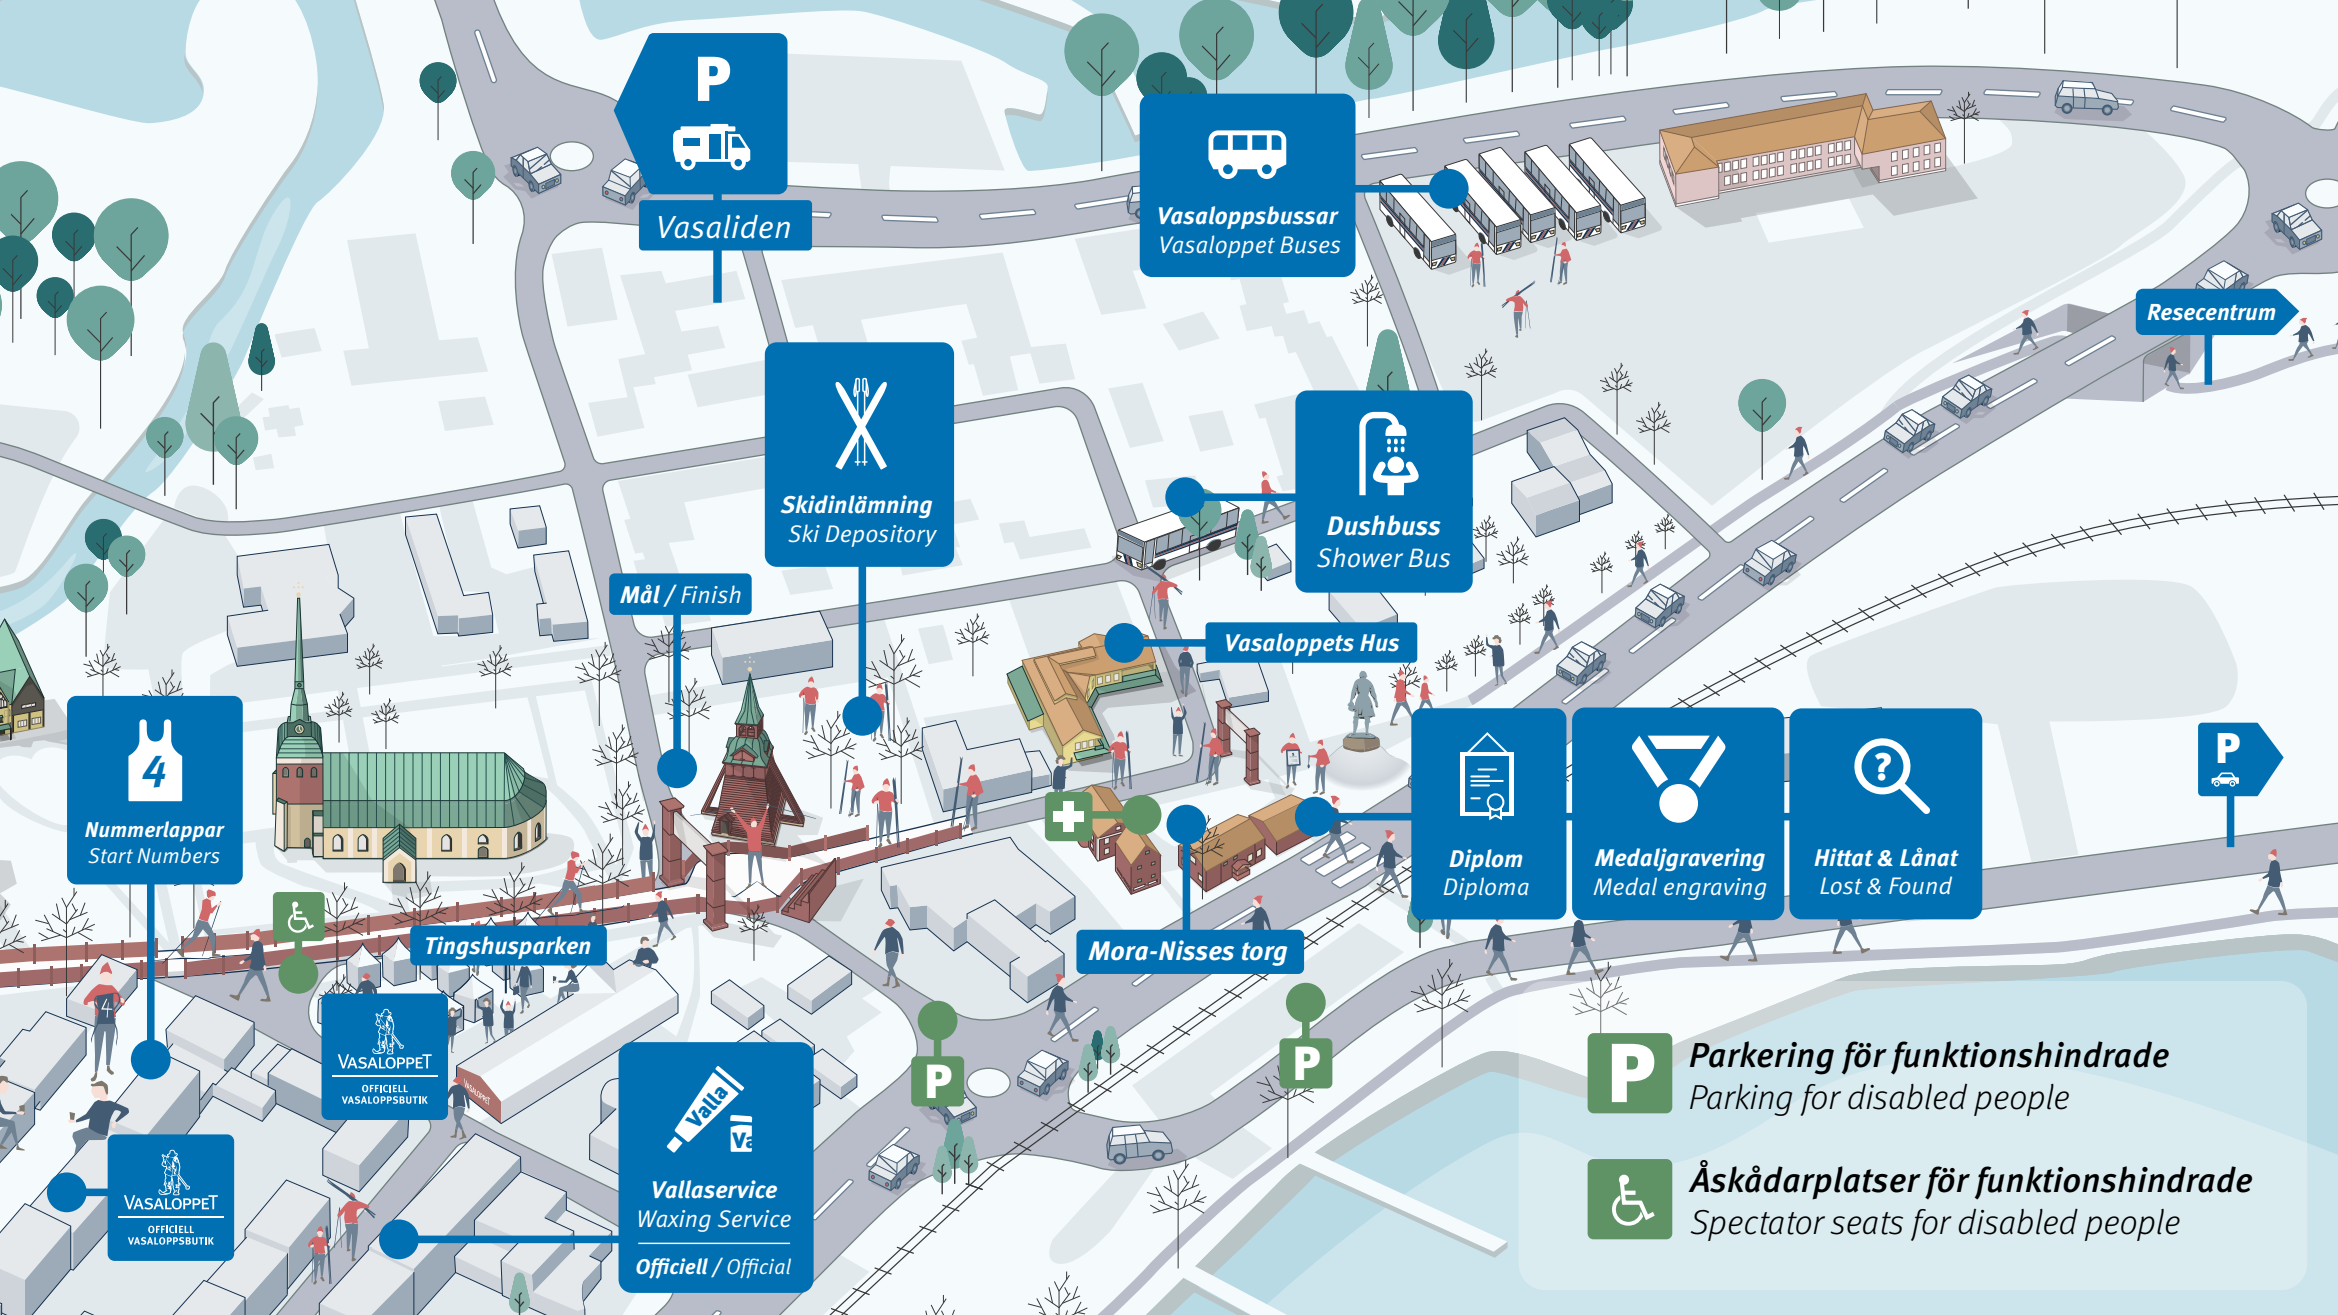 P
Vasaliden
Vasaloppsbussar
Vasaloppet Buses
Resecentrum
Skidinlämning
Ski Depository
Dushbuss
Shower Bus
Mål / Finish
Vasaloppets Hus
4
Nummerlappar
Start Numbers
Diplom
Diploma
Medaljgravering
Medal engraving
?
Hittat & Lånat
Lost & Found
P
Tingshusparken
Mora-Nisses torg
4
VASALOPPET
OFFICIELL
VASALOPPSBUTIK
VASALOPPET
P
P
Valla
Va
Vallaservice
Waxing Service
Officiell / Official
VASALOPPET
OFFICIELL
VASALOPPSBUTIK
P
Parkering för funktionshindrade
Parking for disabled people
Åskådarplatser för funktionshindrade
Spectator seats for disabled people